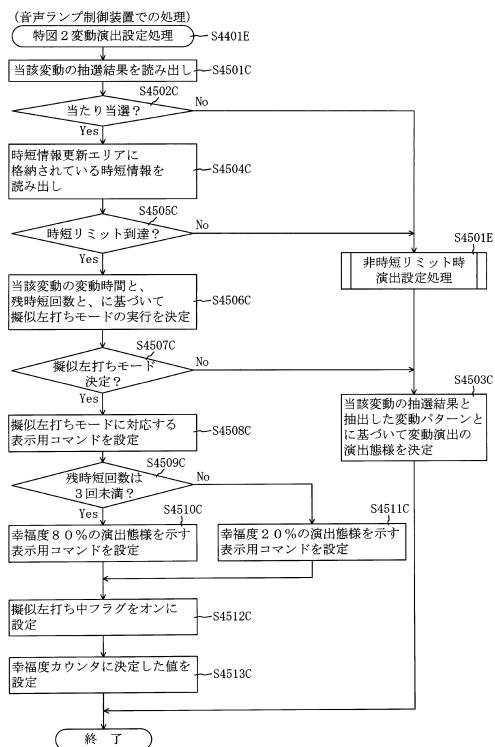 (音声ランプ制御装置での処理)
特図２変動演出設定処理
S4401E
当該変動の抽選結果を読み出し
S4501C
S4502C
当たり当選？
No
Yes
時短情報更新エリアに
格納されている時短情報を
読み出し
S4504C
S4505C
時短リミット到達？
No
Yes
S4501E
非時短リミット時
演出設定処理
当該変動の変動時間と、
残時短回数と、に基づいて
擬似左打ちモードの実行を決定
S4506C
S4507C
擬似左打ちモード
決定？
No
Yes
S4503C
当該変動の抽選結果と
抽出した変動パターンと
に基づいて変動演出の
演出態様を決定
擬似左打ちモードに対応する
表示用コマンドを設定
S4508C
S4509C
残時短回数は
３回未満？
No
Yes
S4510C
幸福度８０％の演出態様を示す
表示用コマンドを設定
S4511C
幸福度２０％の演出態様を示す
表示用コマンドを設定
擬似左打ち中フラグをオンに
設定
S4512C
幸福度カウンタに決定した値を
設定
S4513C
終　了